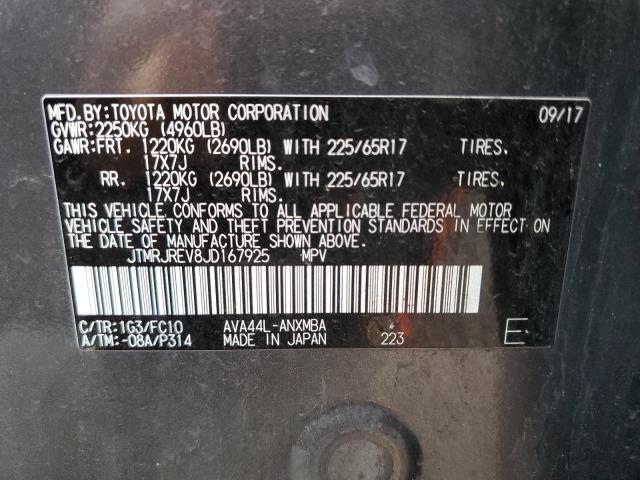 MFD.BY:TOYOTA MOTOR CORPORATION 09/17
GVWR:2250KG (4960LB)
GAWR:FRT. 1220KG (2690LB) WITH 225/65R17 TIRES,
17X7J RIMS.
RR. 1220KG (2690LB) WITH 225/65R17 TIRES,
17X7J RIMS.
THIS VEHICLE CONFORMS TO ALL APPLICABLE FEDERAL MOTOR
VEHICLE SAFETY AND THEFT PREVENTION STANDARDS IN EFFECT ON
THE DATE OF MANUFACTURE SHOWN ABOVE.
JTMRJREV8JD167925 MPV
C/TR:1G3/FC10 AVA44L-ANXMBA
A/TM:-08A/P314 MADE IN JAPAN 223 E